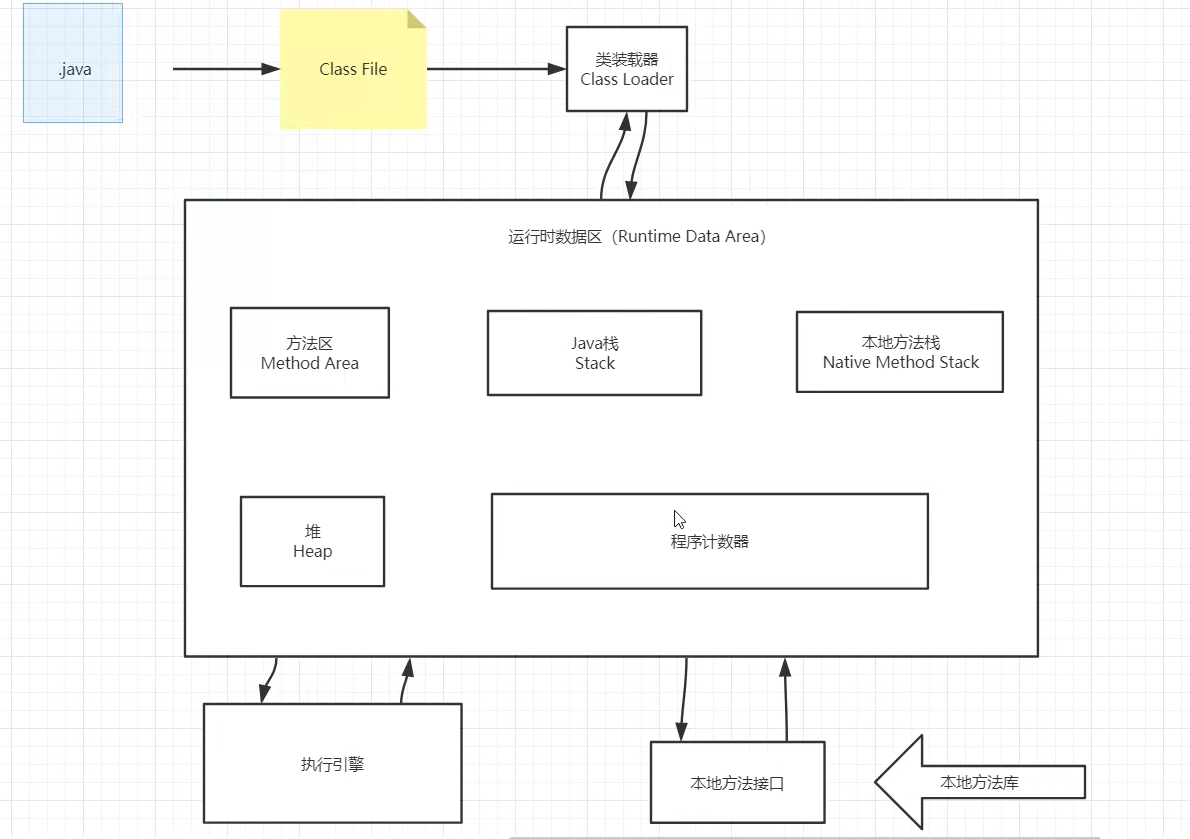 .java
Class File
类装载器
Class Loader
运行时数据区（Runtime Data Area）
方法区
Method Area
Java栈
Stack
本地方法栈
Native Method Stack
堆
Heap
程序计数器
执行引擎
本地方法接口
本地方法库